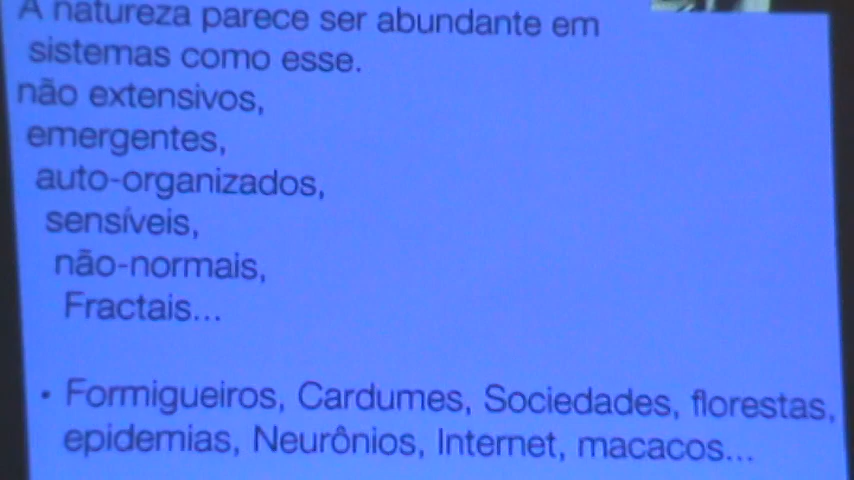 A natureza parece ser abundante em
sistemas como esse.
não extensivos,
emergentes,
auto-organizados,
sensíveis,
não-normais,
Fractais...
• Formigueiros, Cardumes, Sociedades, florestas,
epidemias, Neurônios, Internet, macacos...